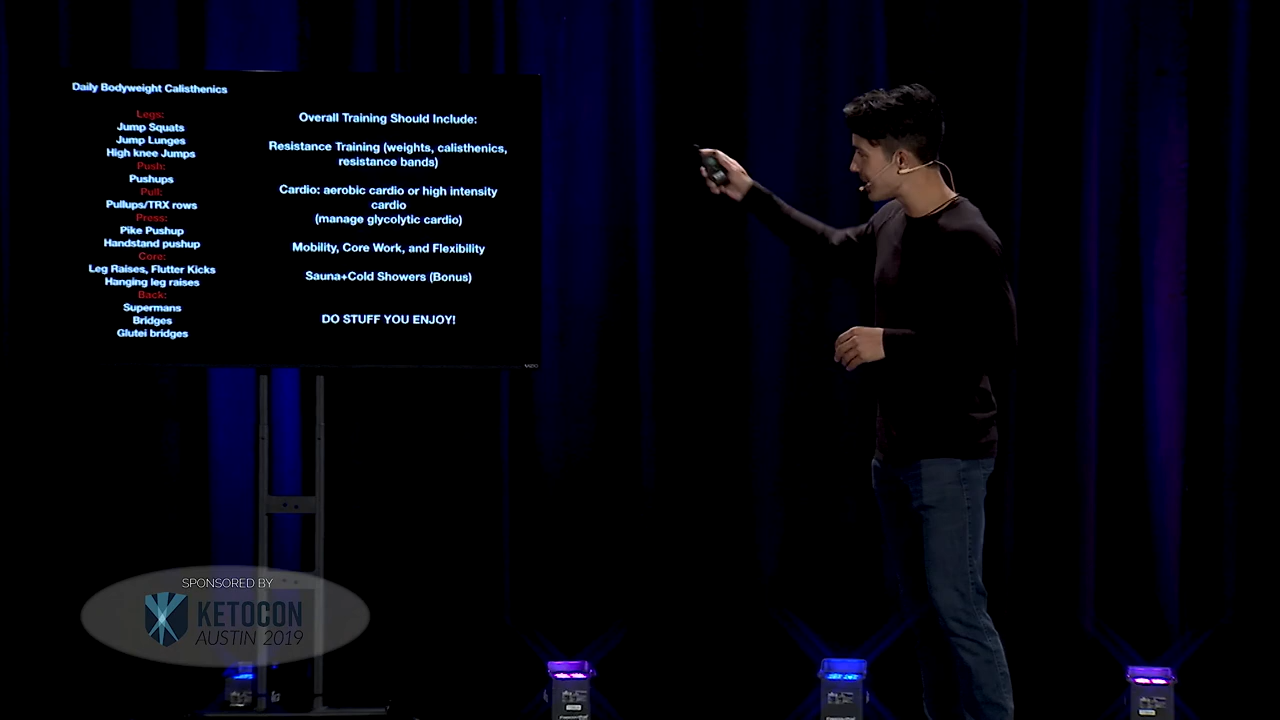 Daily Bodyweight Calisthenics
Legs:
Jump Squats
Jump Lunges
High knee Jumps
Push:
Pushups
Pull:
Pullups/TRX rows
Press:
Pike Pushup
Handstand pushup
Core:
Leg Raises, Flutter Kicks
Hanging leg raises
Back:
Supermans
Bridges
Glutei bridges
Overall Training Should Include:
Resistance Training (weights, calisthenics,
resistance bands)
Cardio: aerobic cardio or high intensity
cardio
(manage glycolytic cardio)
Mobility, Core Work, and Flexibility
Sauna+Cold Showers (Bonus)
DO STUFF YOU ENJOY!
VIZIO
SPONSORED BY
KETOCON
AUSTIN 2019